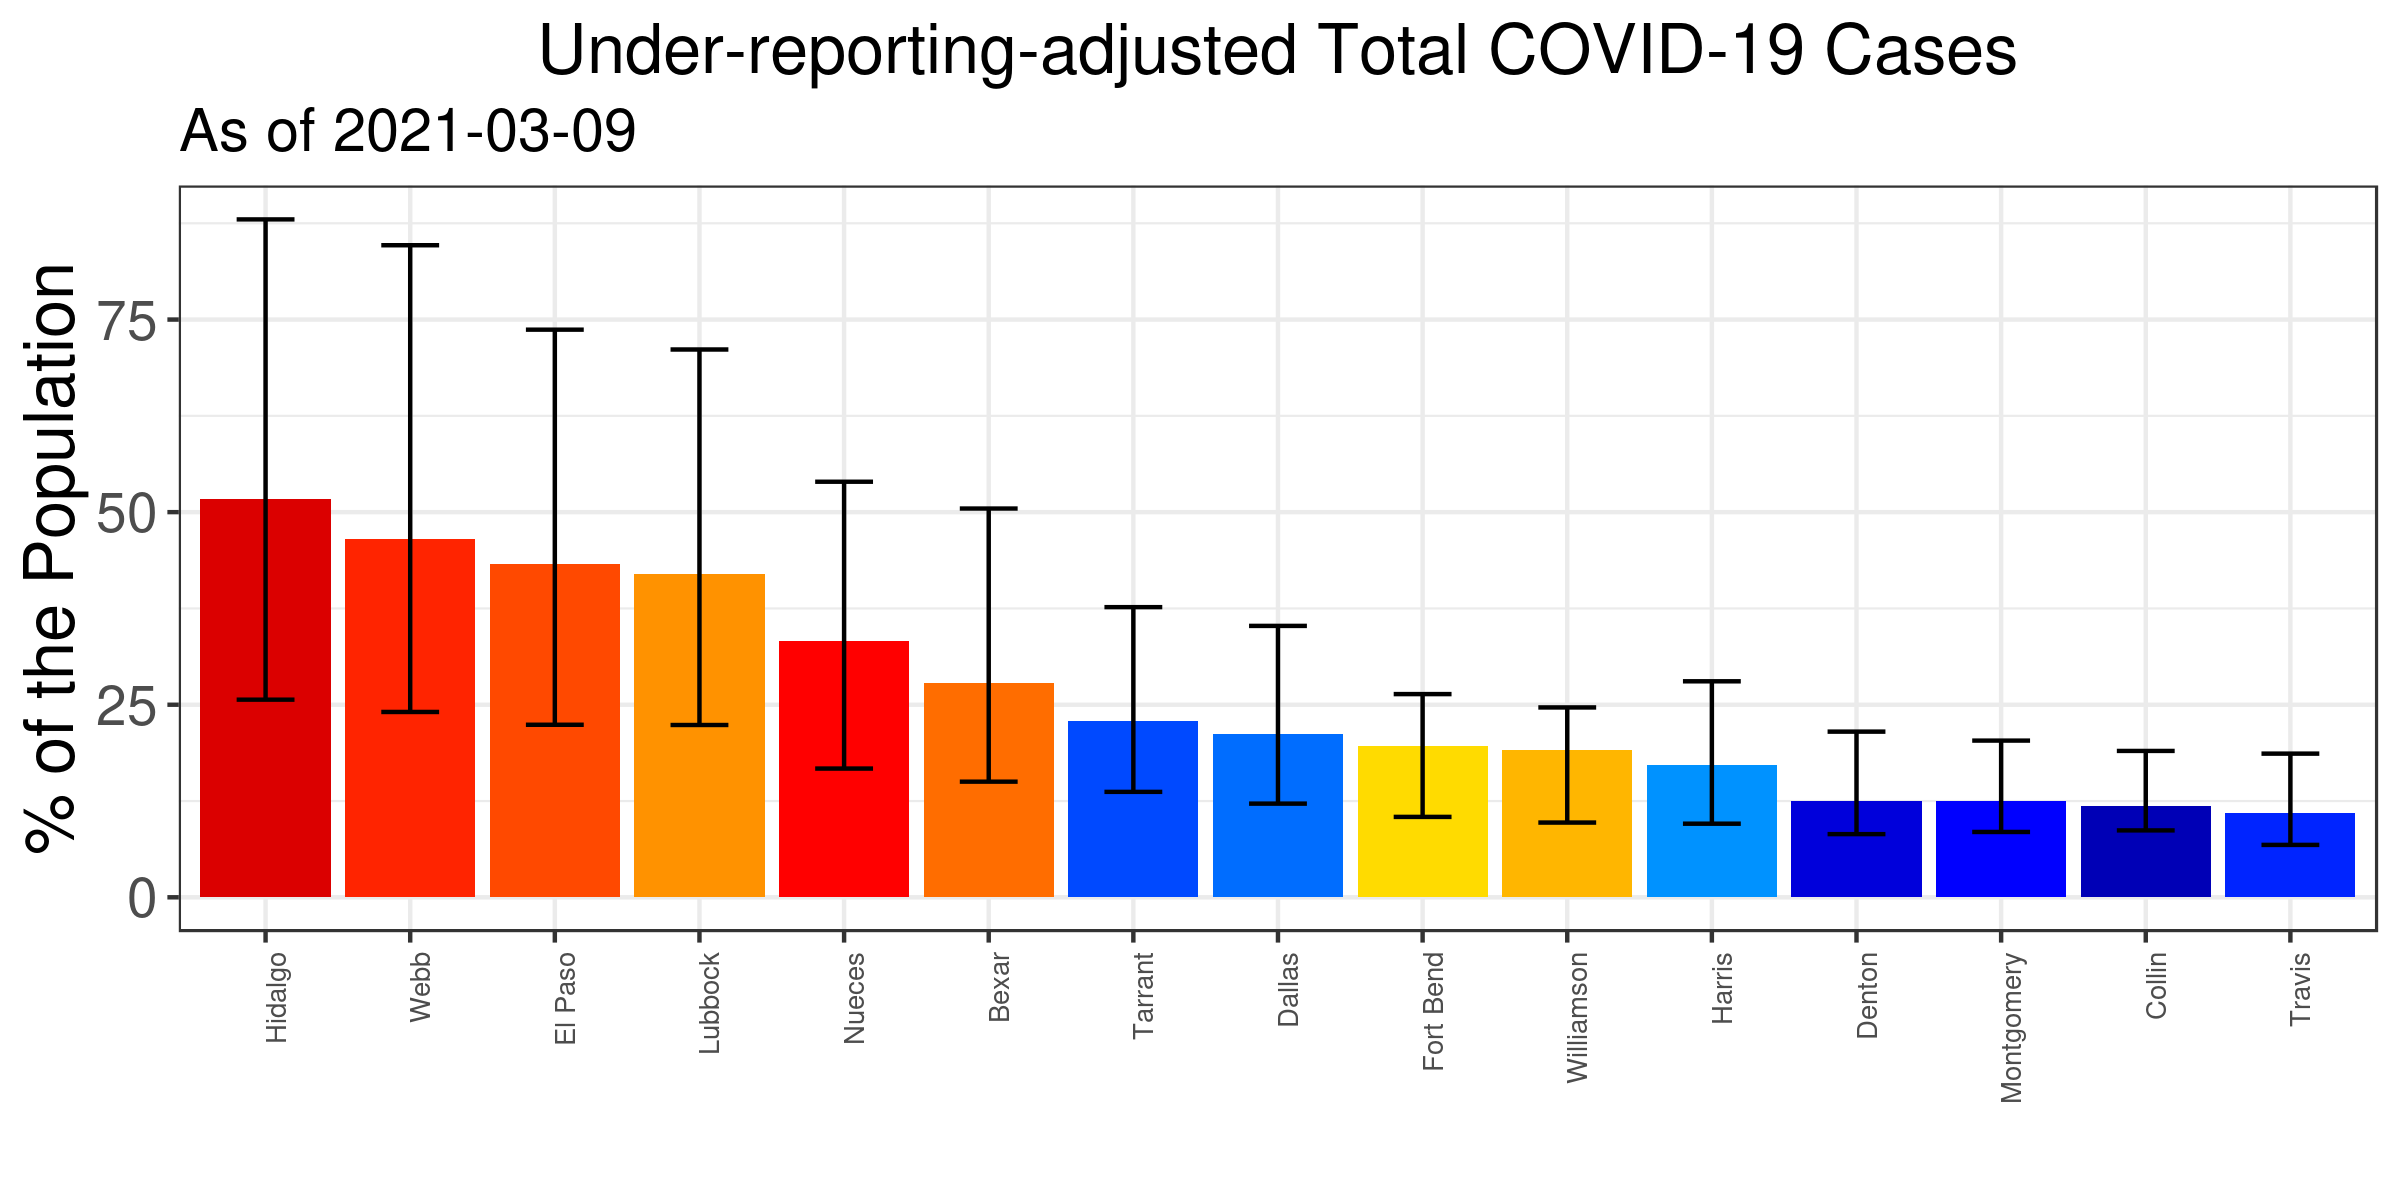 Under-reporting-adjusted Total COVID-19 Cases
As of 2021-03-09
% of the Population
75
50
25
0
Hidalgo
Webb
El Paso
Lubbock
Nueces
Bexar
Tarrant
Dallas
Fort Bend
Williamson
Harris
Denton
Montgomery
Collin
Travis